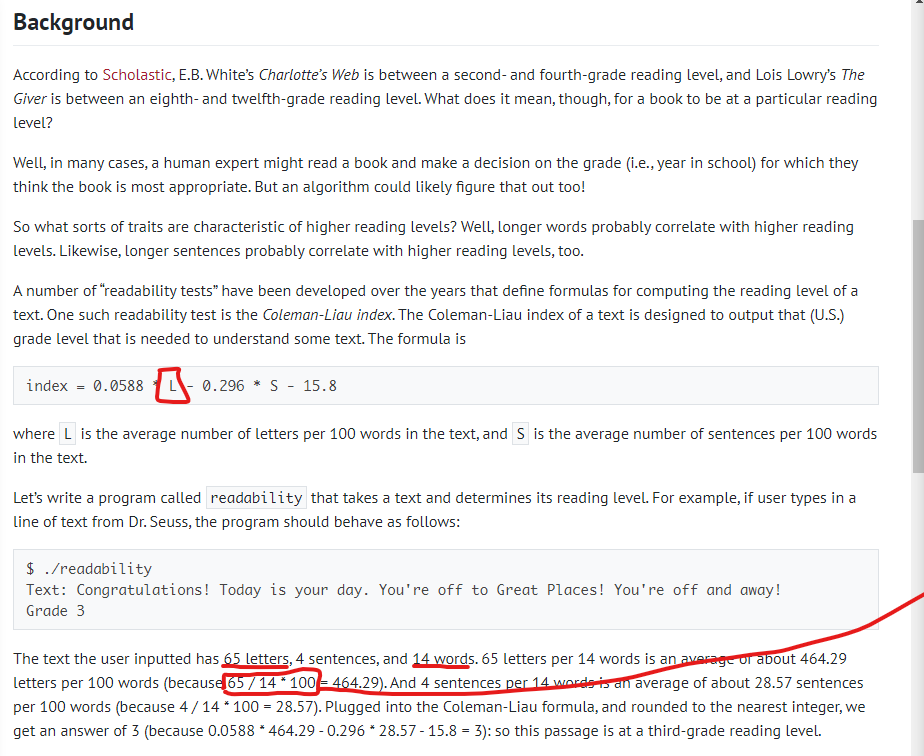 Background
According to Scholastic, E.B. White’s Charlotte’s Web is between a second- and fourth-grade reading level, and Lois Lowry’s The
Giver is between an eighth- and twelfth-grade reading level. What does it mean, though, for a book to be at a particular reading
level?
Well, in many cases, a human expert might read a book and make a decision on the grade (i.e., year in school) for which they
think the book is most appropriate. But an algorithm could likely figure that out too!
So what sorts of traits are characteristic of higher reading levels? Well, longer words probably correlate with higher reading
levels. Likewise, longer sentences probably correlate with higher reading levels, too.
A number of “readability tests” have been developed over the years that define formulas for computing the reading level of a
text. One such readability test is the Coleman-Liau index. The Coleman-Liau index of a text is designed to output that (U.S.)
grade level that is needed to understand some text. The formula is
index = 0.0588 * L - 0.296 * S - 15.8
where L is the average number of letters per 100 words in the text, and S is the average number of sentences per 100 words
in the text.
Let’s write a program called readability that takes a text and determines its reading level. For example, if user types in a
line of text from Dr. Seuss, the program should behave as follows:
$ ./readability
Text: Congratulations! Today is your day. You're off to Great Places! You're off and away!
Grade 3
The text the user inputted has 65 letters, 4 sentences, and 14 words. 65 letters per 14 words is an average of about 464.29
letters per 100 words (because 65 / 14 * 100 = 464.29). And 4 sentences per 14 words is an average of about 28.57 sentences
per 100 words (because 4 / 14 * 100 = 28.57). Plugged into the Coleman-Liau formula, and rounded to the nearest integer, we
get an answer of 3 (because 0.0588 * 464.29 - 0.296 * 28.57 - 15.8 = 3): so this passage is at a third-grade reading level.